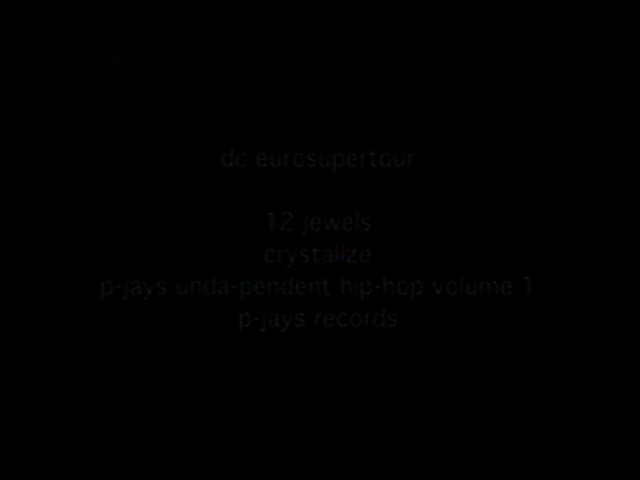 dc eurosupertour
12 jewels
crystalize
p-jays unda-pendent hip-hop volume 1
p-jays records